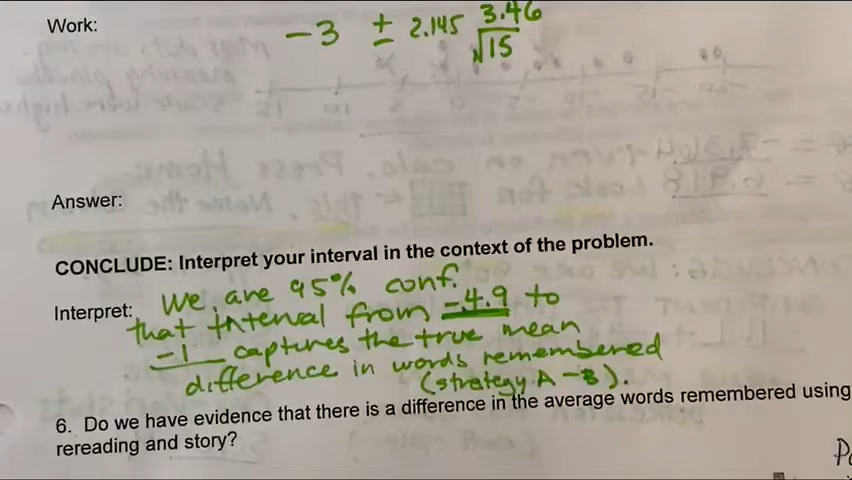 Work:
-3 ± 2.145 3.46
√15
Answer:
CONCLUDE: Interpret your interval in the context of the problem.
Interpret: We are 95% conf.
that interval from -4.9 to
-1 captures the true mean
difference in words remembered
(strategy A-B).
6. Do we have evidence that there is a difference in the average words remembered using
rereading and story?